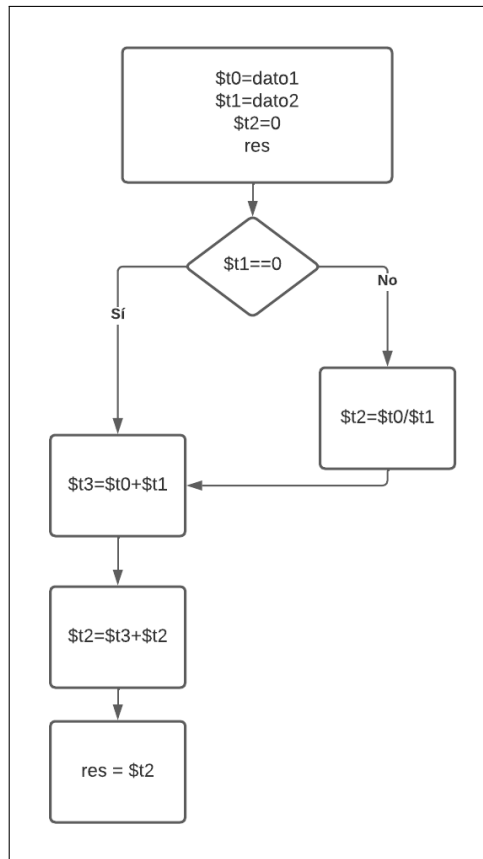 $t0=dato1
$t1=dato2
$t2=0
res
$t1==0
Sí
No
$t2=$t0/$t1
$t3=$t0+$t1
$t2=$t3+$t2
res = $t2